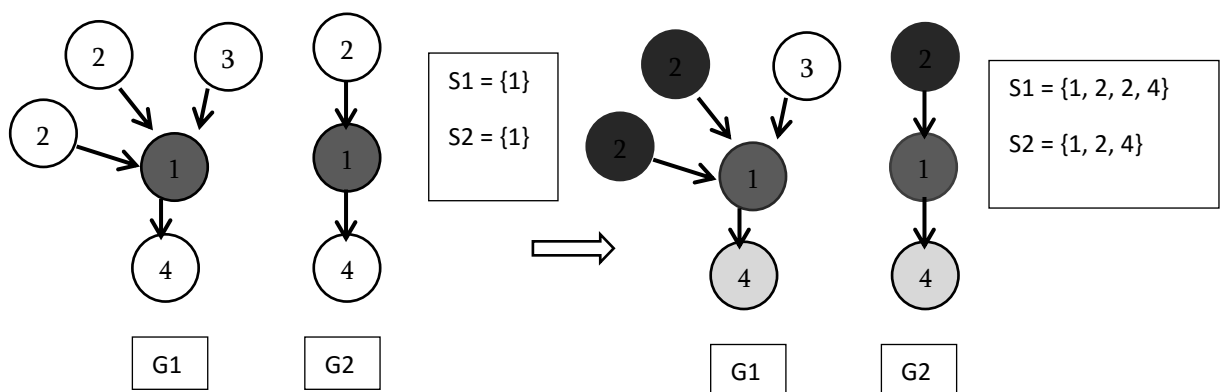 2
3
2
2
1
1
4
4
S1 = {1}
S2 = {1}
G1
G2
2
3
2
2
1
1
4
4
S1 = {1, 2, 2, 4}
S2 = {1, 2, 4}
G1
G2